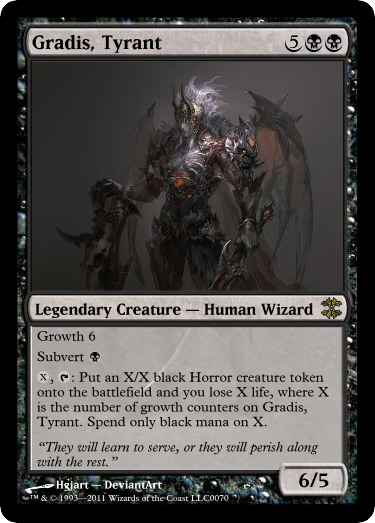 Gradis, Tyrant 5
Legendary Creature — Human Wizard
Growth 6
Subvert
X, : Put an X/X black Horror creature token
onto the battlefield and you lose X life, where X
is the number of growth counters on Gradis,
Tyrant. Spend only black mana on X.
“They will learn to serve, or they will perish along
with the rest.”
6/5
Hgjart — DeviantArt
™ & © 1993—2011 Wizards of the Coast LLC0070